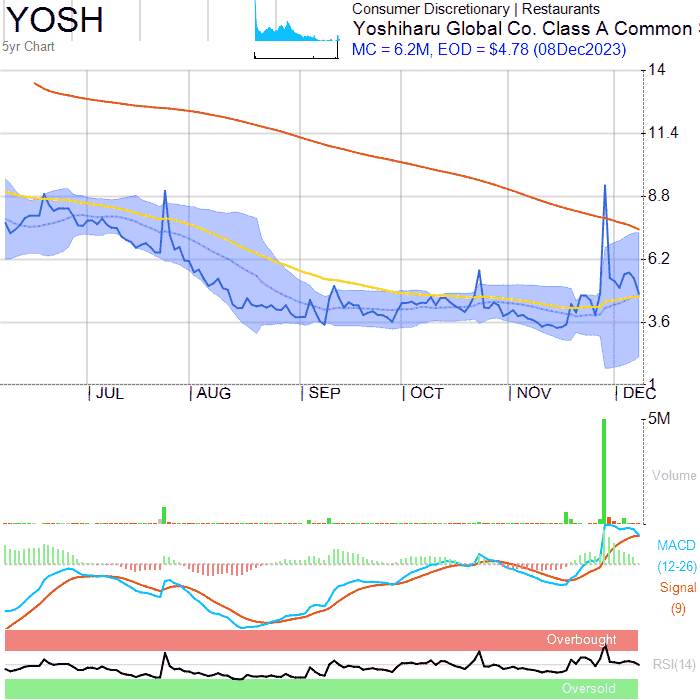 YOSH
5yr Chart
Consumer Discretionary | Restaurants
Yoshiharu Global Co. Class A Common
MC = 6.2M, EOD = $4.78 (08Dec2023)
14
11.4
8.8
6.2
3.6
1
JUL AUG SEP OCT NOV DEC
5M
Volume
MACD
(12-26)
Signal
(9)
Overbought
RSI(14)
Oversold